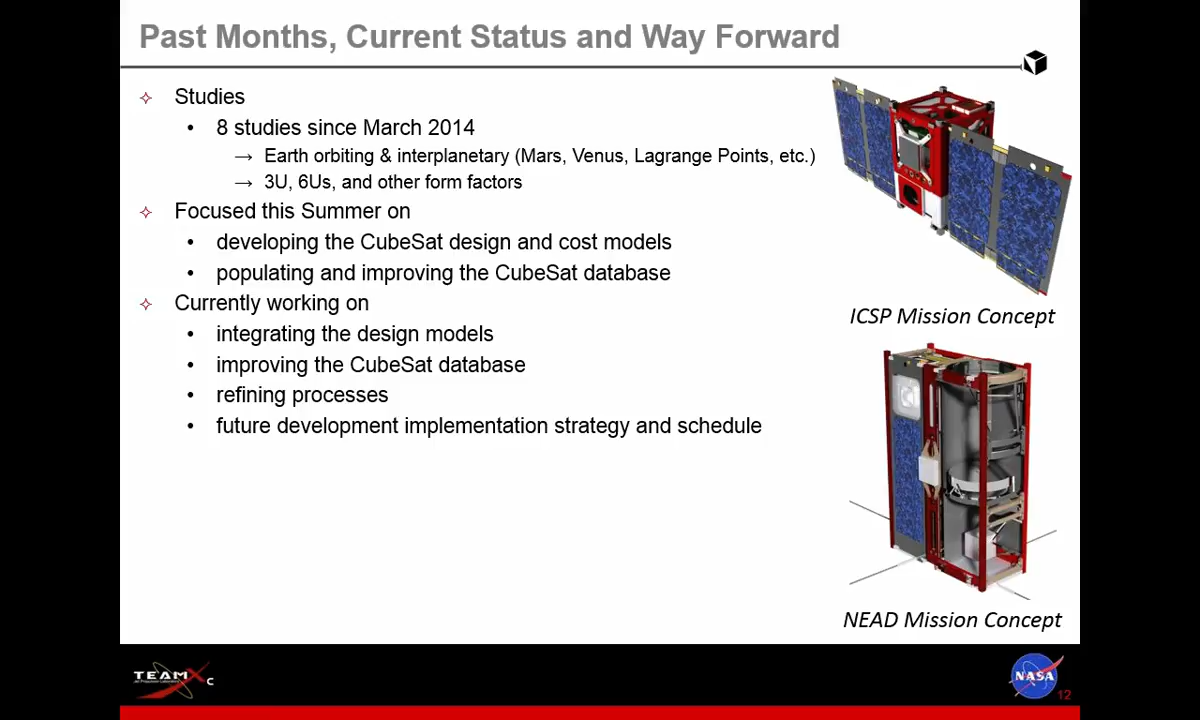 Past Months, Current Status and Way Forward
Studies
• 8 studies since March 2014
→ Earth orbiting & interplanetary (Mars, Venus, Lagrange Points, etc.)
→ 3U, 6Us, and other form factors
Focused this Summer on
• developing the CubeSat design and cost models
• populating and improving the CubeSat database
Currently working on
• integrating the design models
• improving the CubeSat database
• refining processes
• future development implementation strategy and schedule
ICSP Mission Concept
NEAD Mission Concept
TEAM X c
NASA
12